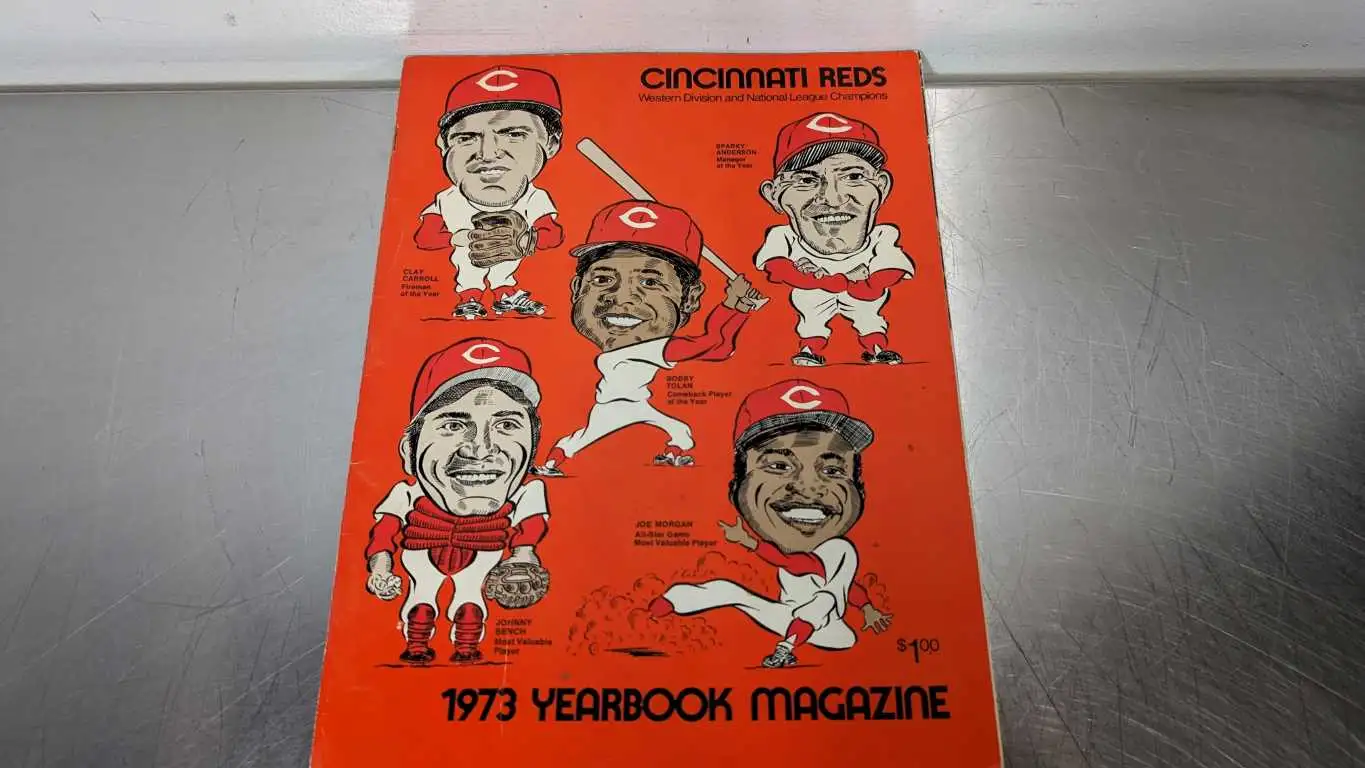 CINCINNATI REDS
Western Division and National League Champions
SPARKY
ANDERSON
Manager
of the Year
CLAY
CARROLL
Fireman
of the Year
BOBBY
TOLAN
Comeback Player
of the Year
JOE MORGAN
All-Star Game
Most Valuable Player
JOHNNY
BENCH
Most Valuable
Player
$1.00
1973 YEARBOOK MAGAZINE